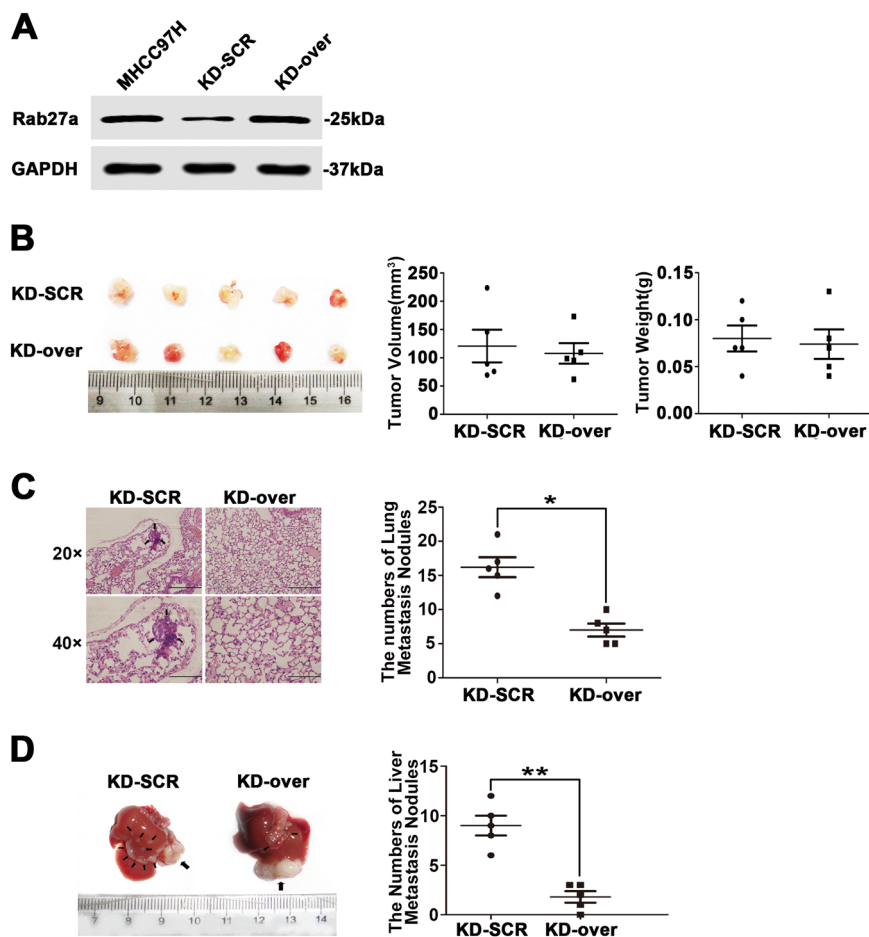 A
MHCC97H
KD-SCR
KD-over
Rab27a
-25kDa
GAPDH
-37kDa
B
KD-SCR
KD-over
9 10 11 12 13 14 15 16
Tumor Volume(mm³
250
200
150
100
50
0
KD-SCR KD-over
Tumor Weight(g)
0.15
0.10
0.05
0.00
KD-SCR KD-over
C
KD-SCR KD-over
20×
40×
The numbers of Lung
Metastasis Nodules
25
20
15
10
5
0
*
KD-SCR KD-over
D
KD-SCR KD-over
7 8 9 10 11 12 13 14
The Numbers of Liver
Metastasis Nodules
15
10
5
0
**
KD-SCR KD-over